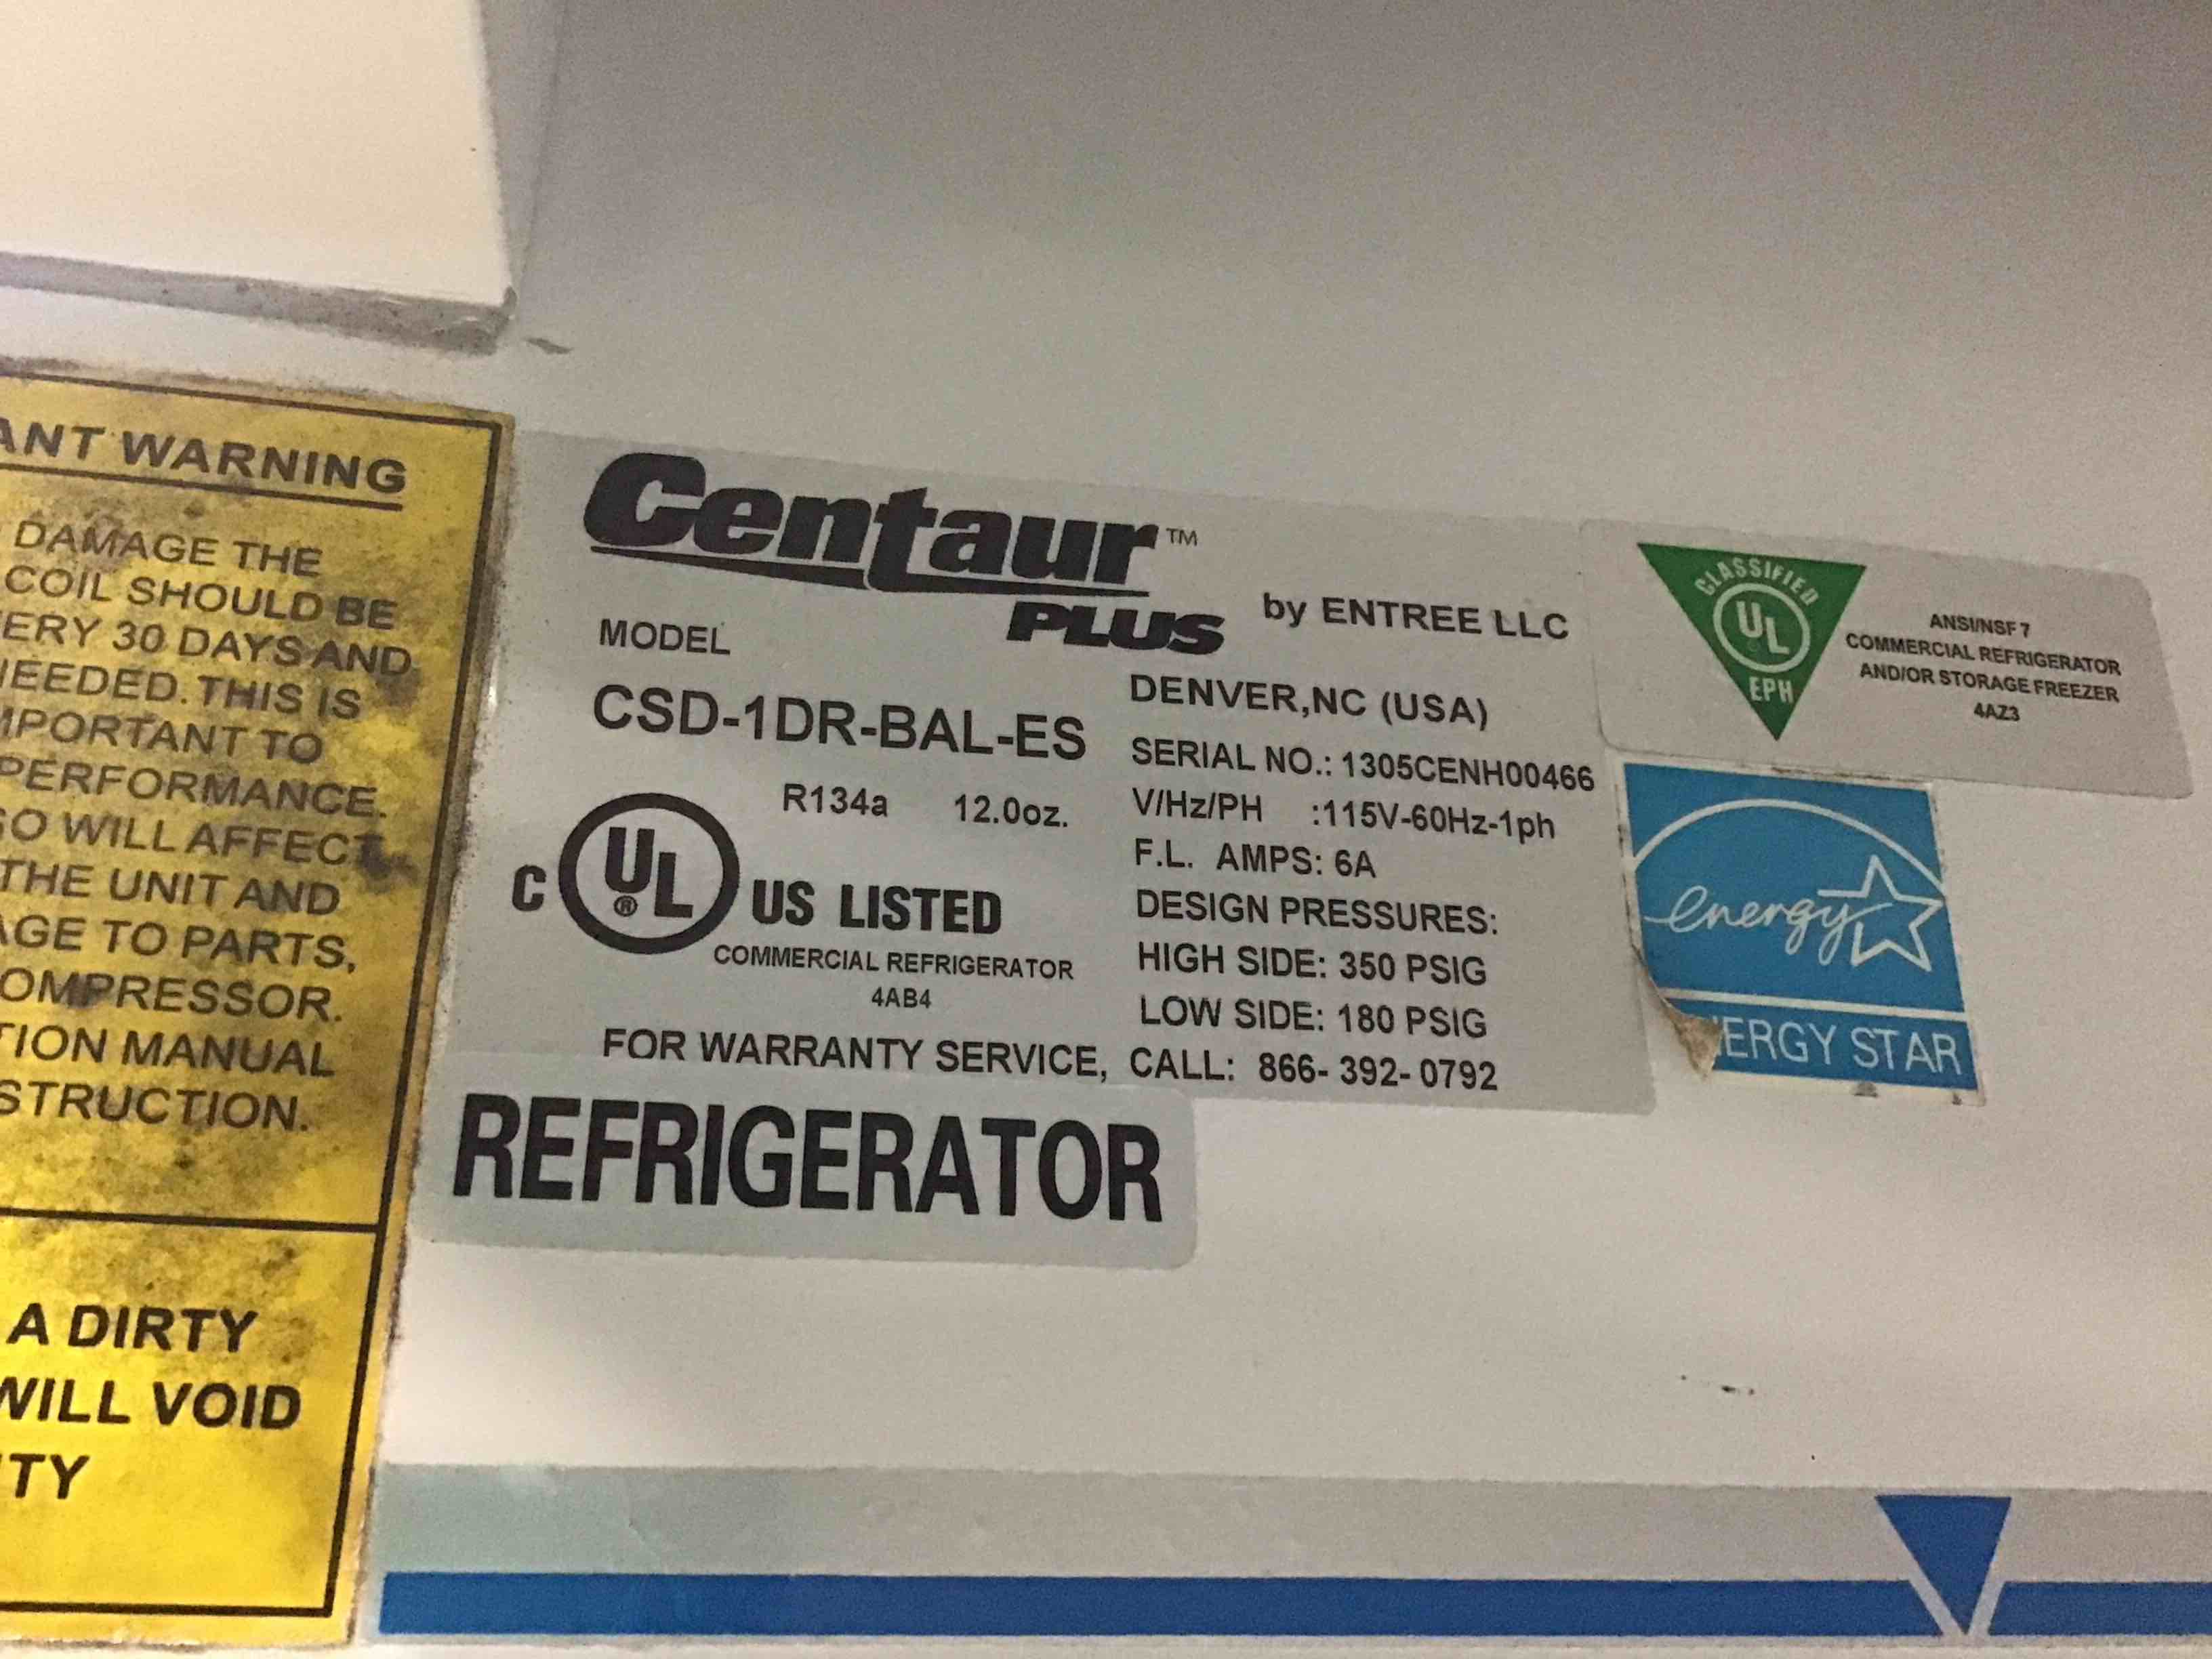 ANT WARNING
DAMAGE THE
COIL SHOULD BE
ERY 30 DAYS AND
NEEDED. THIS IS
MPORTANT TO
PERFORMANCE.
SO WILL AFFECT
THE UNIT AND
AGE TO PARTS,
OMPRESSOR.
TION MANUAL
STRUCTION.
A DIRTY
WILL VOID
TY
Centaur™
PLUS
by ENTREE LLC
MODEL
CSD-1DR-BAL-ES
R134a 12.0oz.
C UL ® US LISTED
COMMERCIAL REFRIGERATOR
4AB4
DENVER,NC (USA)
SERIAL NO.: 1305CENH00466
V/Hz/PH :115V-60Hz-1ph
F.L. AMPS: 6A
DESIGN PRESSURES:
HIGH SIDE: 350 PSIG
LOW SIDE: 180 PSIG
FOR WARRANTY SERVICE, CALL: 866- 392- 0792
REFRIGERATOR
CLASSIFIED
UL
EPH
ANSI/NSF 7
COMMERCIAL REFRIGERATOR
AND/OR STORAGE FREEZER
4AZ3
energy
NERGY STAR